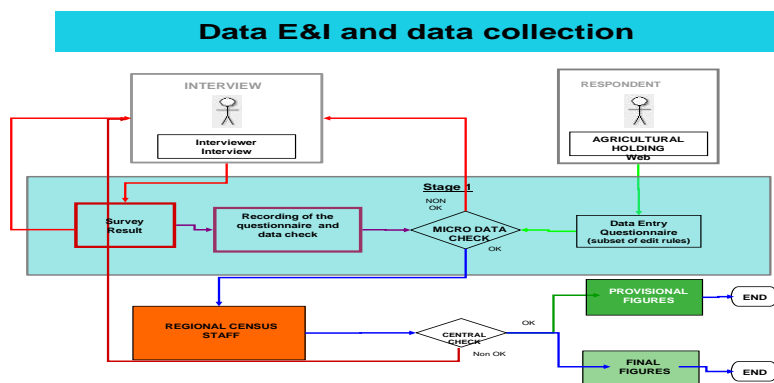 Data E&I and data collection
INTERVIEW
RESPONDENT
Interviewer
Interview
AGRICULTURAL
HOLDING
Web
Stage 1
NON
OK
Survey
Result
Recording of the
questionnaire and
data check
MICRO DATA
CHECK
Data Entry
Questionnaire
(subset of edit rules)
OK
PROVISIONAL
FIGURES
END
REGIONAL CENSUS
STAFF
CENTRAL
CHECK
OK
Non OK
FINAL
FIGURES
END